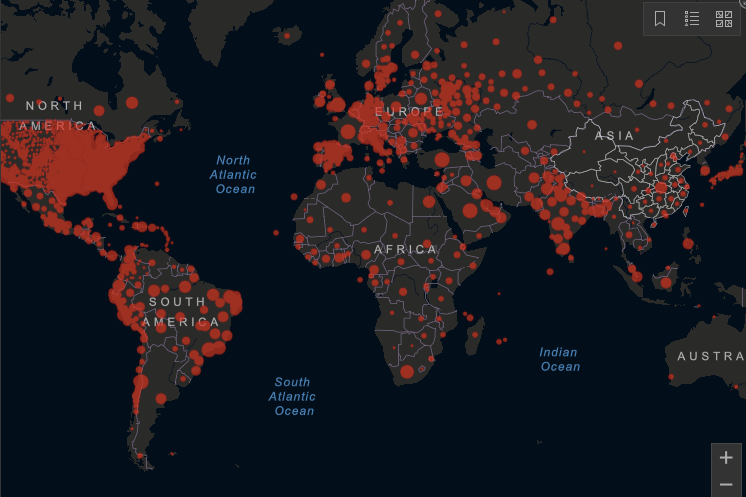 NORTH
AMERICA
EUROPE
ASIA
North
Atlantic
Ocean
AFRICA
SOUTH
AMERICA
Indian
Ocean
AUSTRA
South
Atlantic
Ocean
+
−